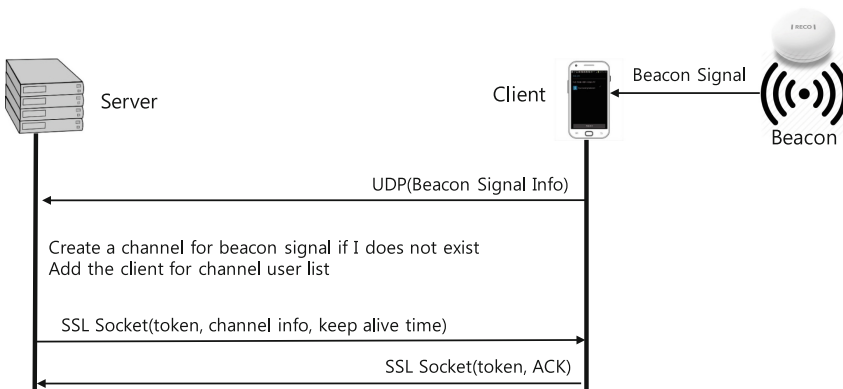 RECO
Beacon Signal
Server
Client
Beacon
UDP(Beacon Signal Info)
Create a channel for beacon signal if I does not exist
Add the client for channel user list
SSL Socket(token, channel info, keep alive time)
SSL Socket(token, ACK)